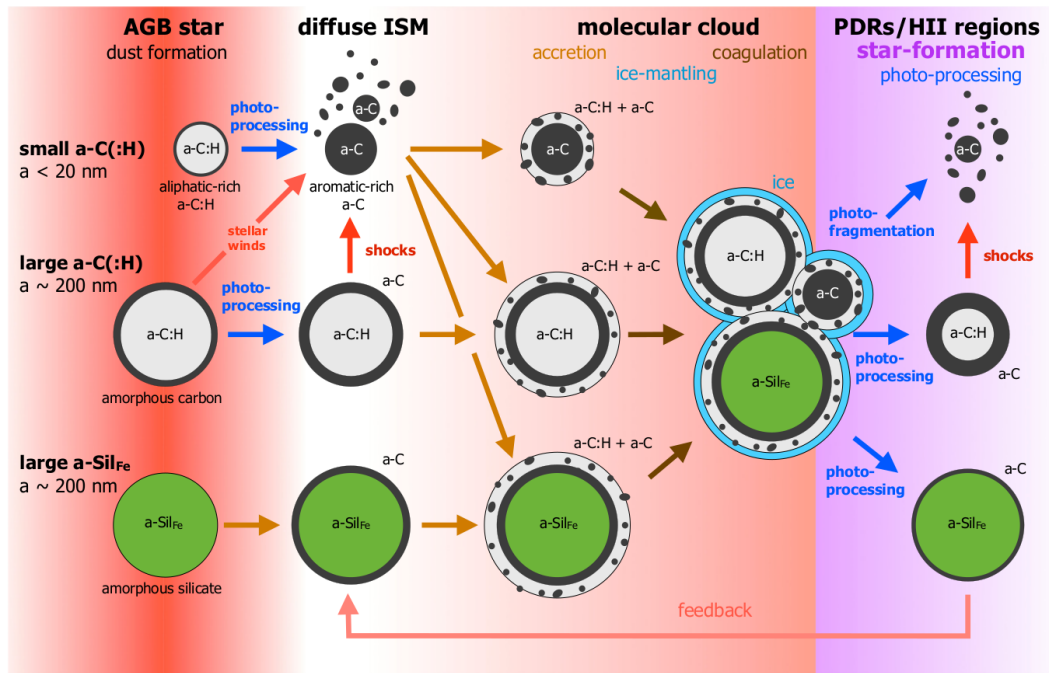 AGB star
dust formation
diffuse ISM
molecular cloud
accretion
coagulation
ice-mantling
PDRs/HII regions
star-formation
photo-processing
small a-C(:H)
a < 20 nm
a-C:H
aliphatic-rich
a-C:H
photo-
processing
a-C
a-C
aromatic-rich
a-C
a-C:H + a-C
a-C
stellar
winds
shocks
large a-C(:H)
a ~ 200 nm
a-C:H
amorphous carbon
photo-
processing
a-C
a-C:H
a-C:H + a-C
a-C:H
ice
a-C:H
a-C
a-SilFe
photo-
fragmentation
a-C
shocks
photo-
processing
a-C:H
a-C
large a-SilFe
a ~ 200 nm
a-SilFe
amorphous silicate
a-C
a-SilFe
a-C:H + a-C
a-SilFe
photo-
processing
a-C
a-SilFe
feedback